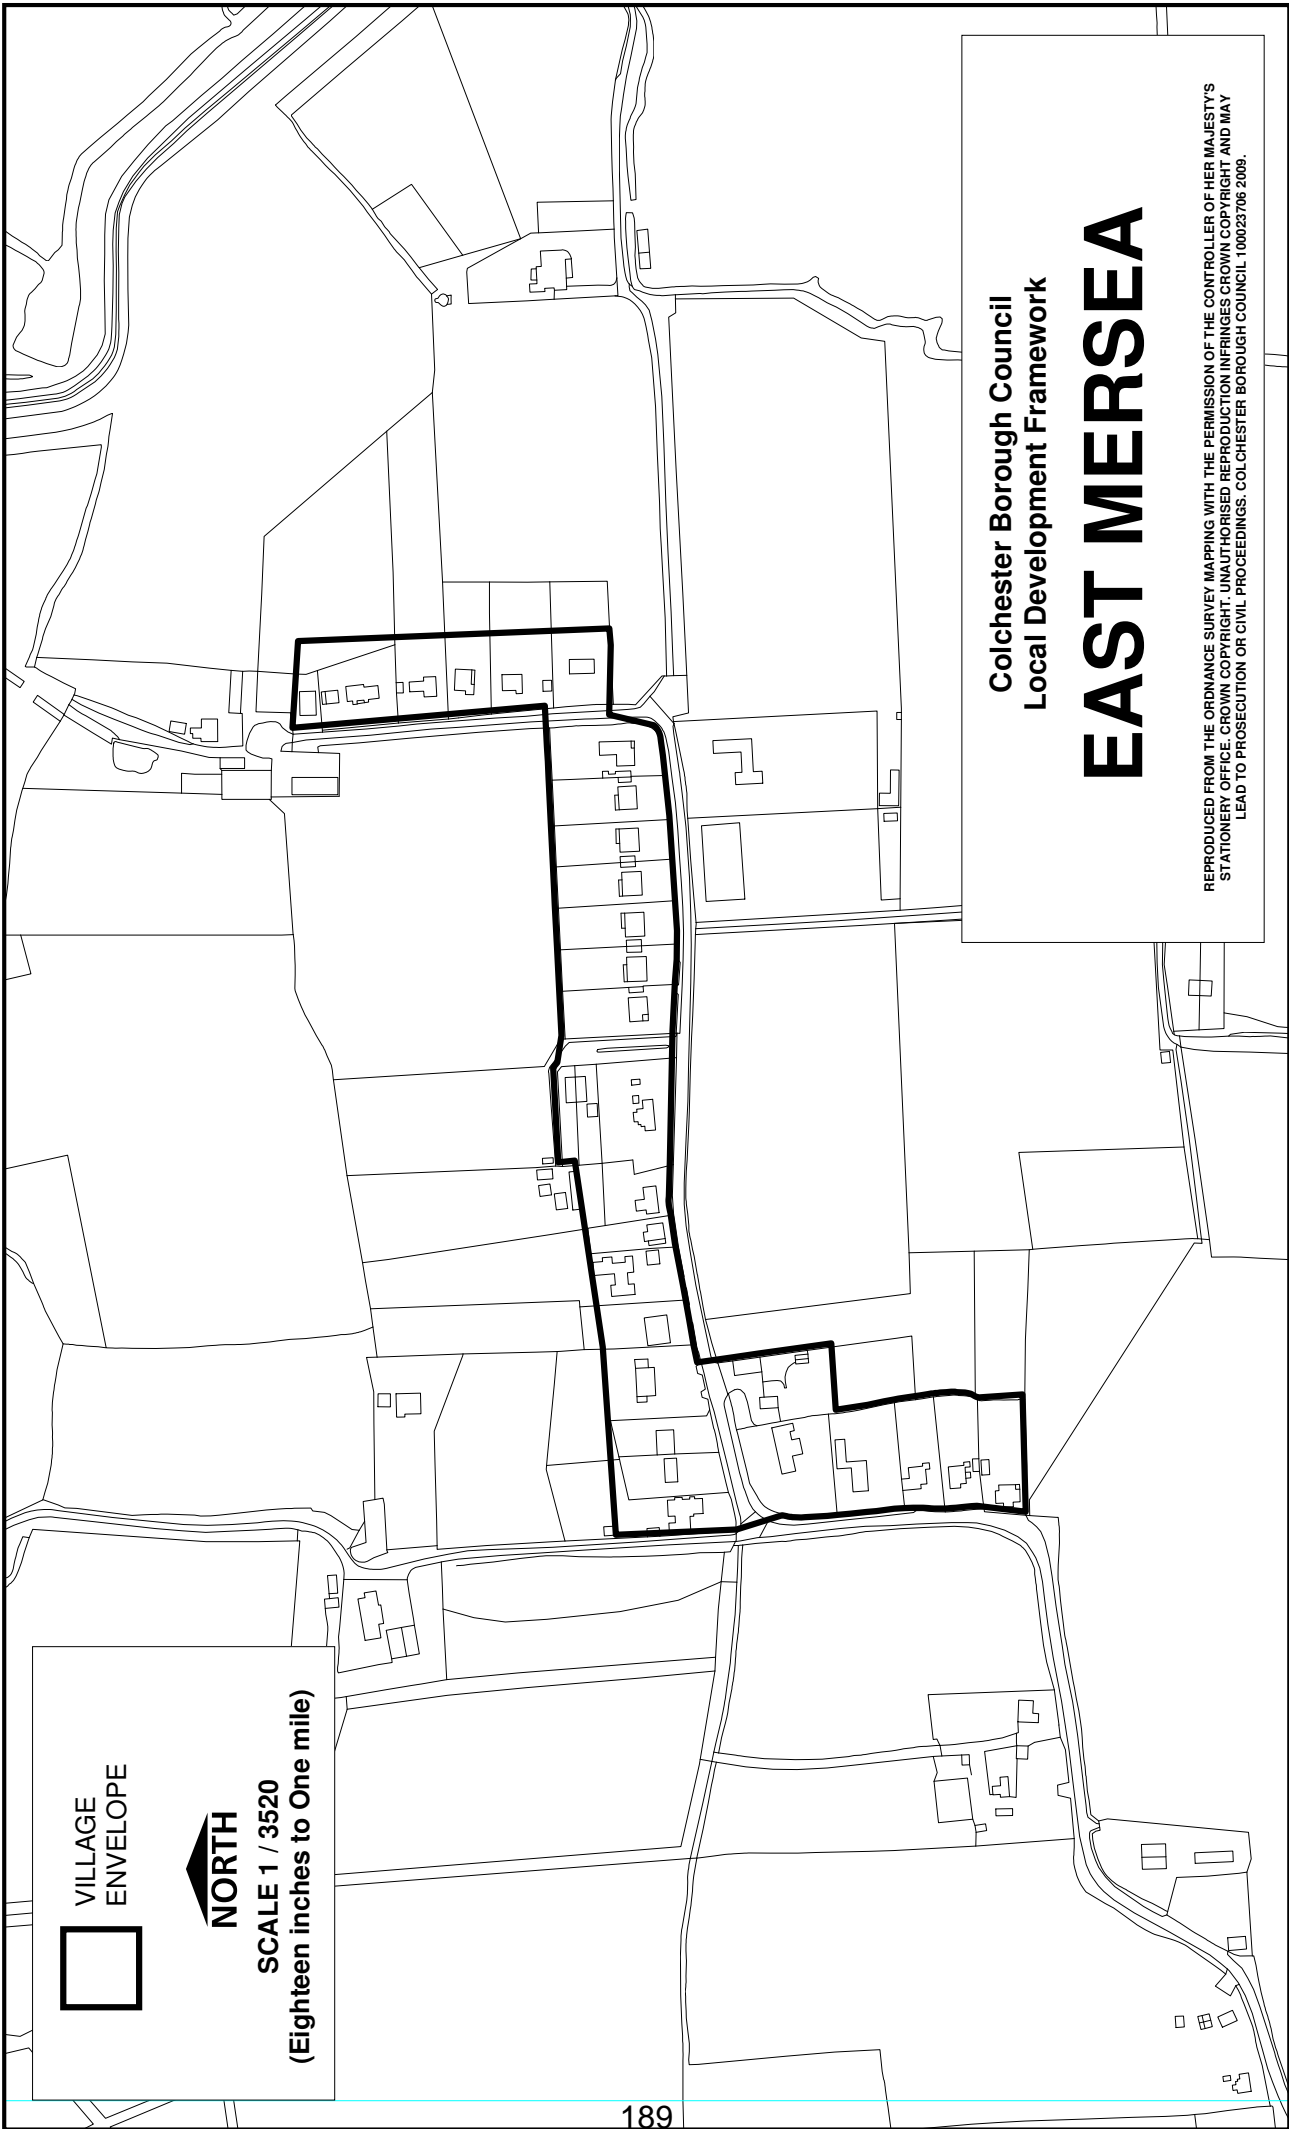 VILLAGE
ENVELOPE
NORTH
SCALE 1 / 3520
(Eighteen inches to One mile)
Colchester Borough Council
Local Development Framework
EAST MERSEA
REPRODUCED FROM THE ORDNANCE SURVEY MAPPING WITH THE PERMISSION OF THE CONTROLLER OF HER MAJESTY'S
STATIONERY OFFICE. CROWN COPYRIGHT. UNAUTHORISED REPRODUCTION INFRINGES CROWN COPYRIGHT AND MAY
LEAD TO PROSECUTION OR CIVIL PROCEEDINGS. COLCHESTER BOROUGH COUNCIL 100023706 2009.
189